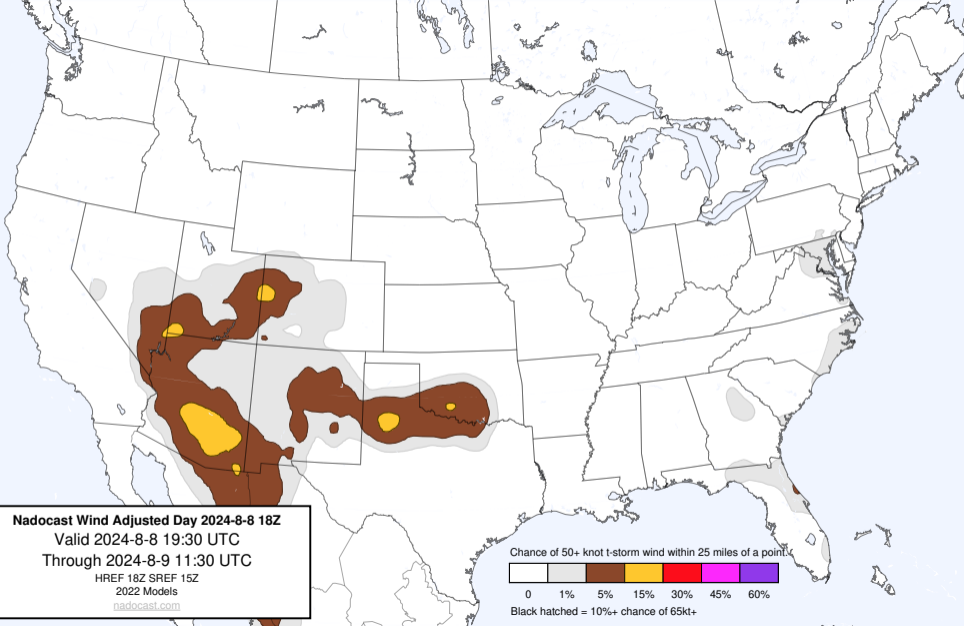 Nadocast Wind Adjusted Day 2024-8-8 18Z
Valid 2024-8-8 19:30 UTC
Through 2024-8-9 11:30 UTC
HREF 18Z SREF 15Z
2022 Models
nadocast.com
Chance of 50+ knot t-storm wind within 25 miles of a point.
0 1% 5% 15% 30% 45% 60%
Black hatched = 10%+ chance of 65kt+